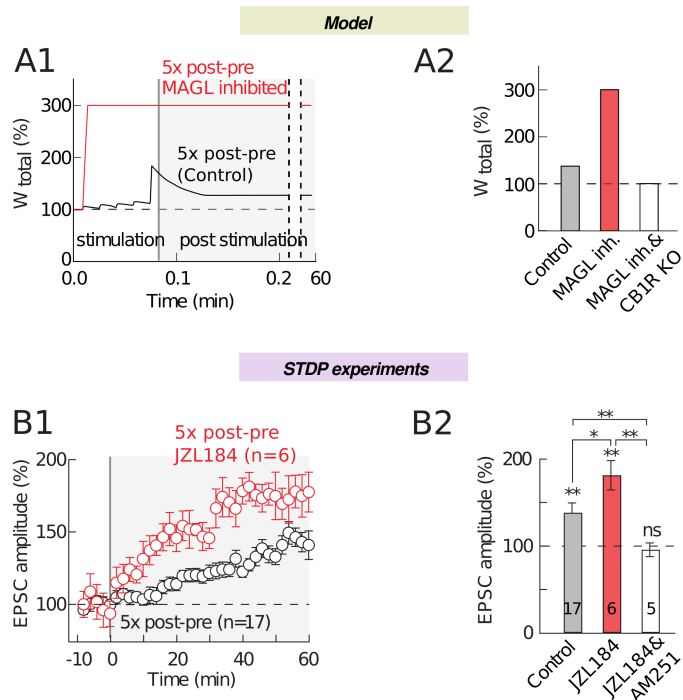 Model
A1
5x post-pre
MAGL inhibited
5x post-pre
(Control)
stimulation
post stimulation
W total (%)
300
200
100
0
0.0
0.1
0.2
60
Time (min)
A2
W total (%)
300
200
100
0
Control
MAGL inh.
MAGL inh.&
CB1R KO
STDP experiments
B1
5x post-pre
JZL184 (n=6)
5x post-pre (n=17)
EPSC amplitude (%)
200
150
100
-10
0
20
40
60
Time (min)
B2
EPSC amplitude (%)
200
100
0
**
*
**
**
**
ns
17
6
5
Control
JZL184
JZL184&
AM251